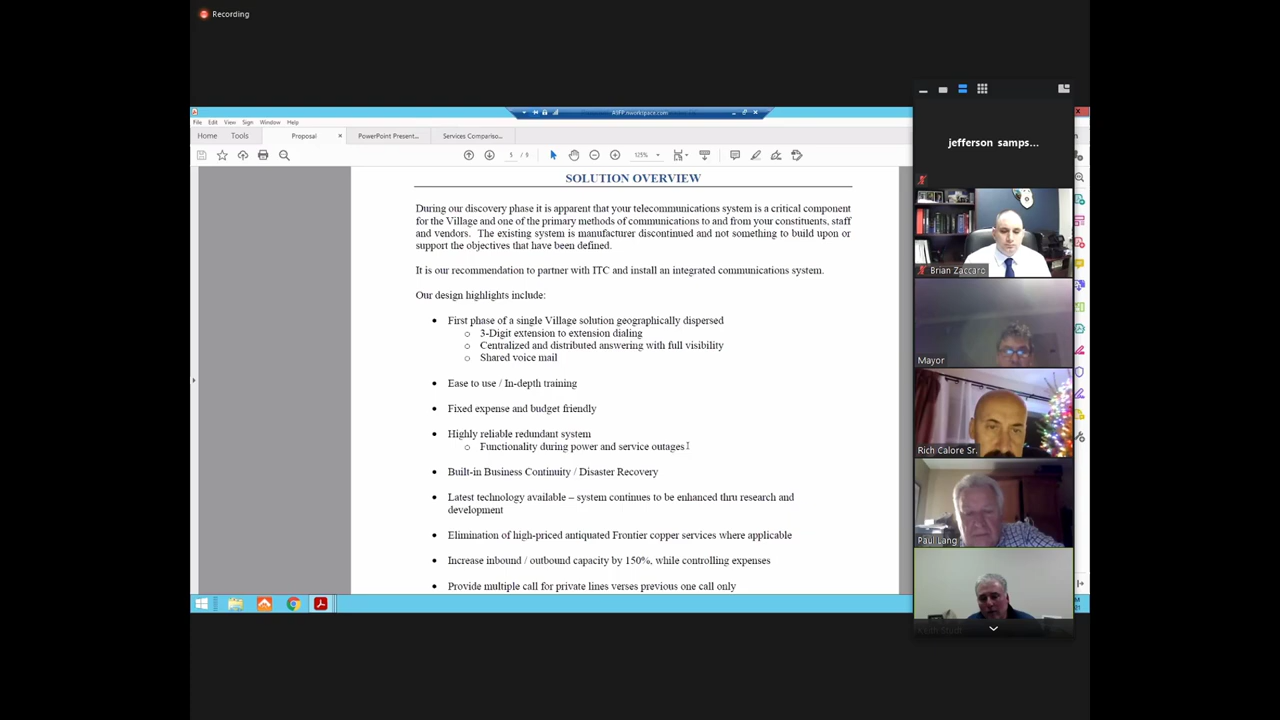 Recording
File Edit View Sign Window Help
Home Tools Proposal × PowerPoint Present... Services Compariso...
5 / 9 125%
SOLUTION OVERVIEW
During our discovery phase it is apparent that your telecommunications system is a critical component
for the Village and one of the primary methods of communications to and from your constituents, staff
and vendors. The existing system is manufacturer discontinued and not something to build upon or
support the objectives that have been defined.
It is our recommendation to partner with ITC and install an integrated communications system.
Our design highlights include:
• First phase of a single Village solution geographically dispersed
o 3-Digit extension to extension dialing
o Centralized and distributed answering with full visibility
o Shared voice mail
• Ease to use / In-depth training
• Fixed expense and budget friendly
• Highly reliable redundant system
o Functionality during power and service outages
• Built-in Business Continuity / Disaster Recovery
• Latest technology available – system continues to be enhanced thru research and
development
• Elimination of high-priced antiquated Frontier copper services where applicable
• Increase inbound / outbound capacity by 150%, while controlling expenses
• Provide multiple call for private lines verses previous one call only
jefferson samps...
Brian Zaccaro
Mayor
Rich Calore Sr.
Paul Lang